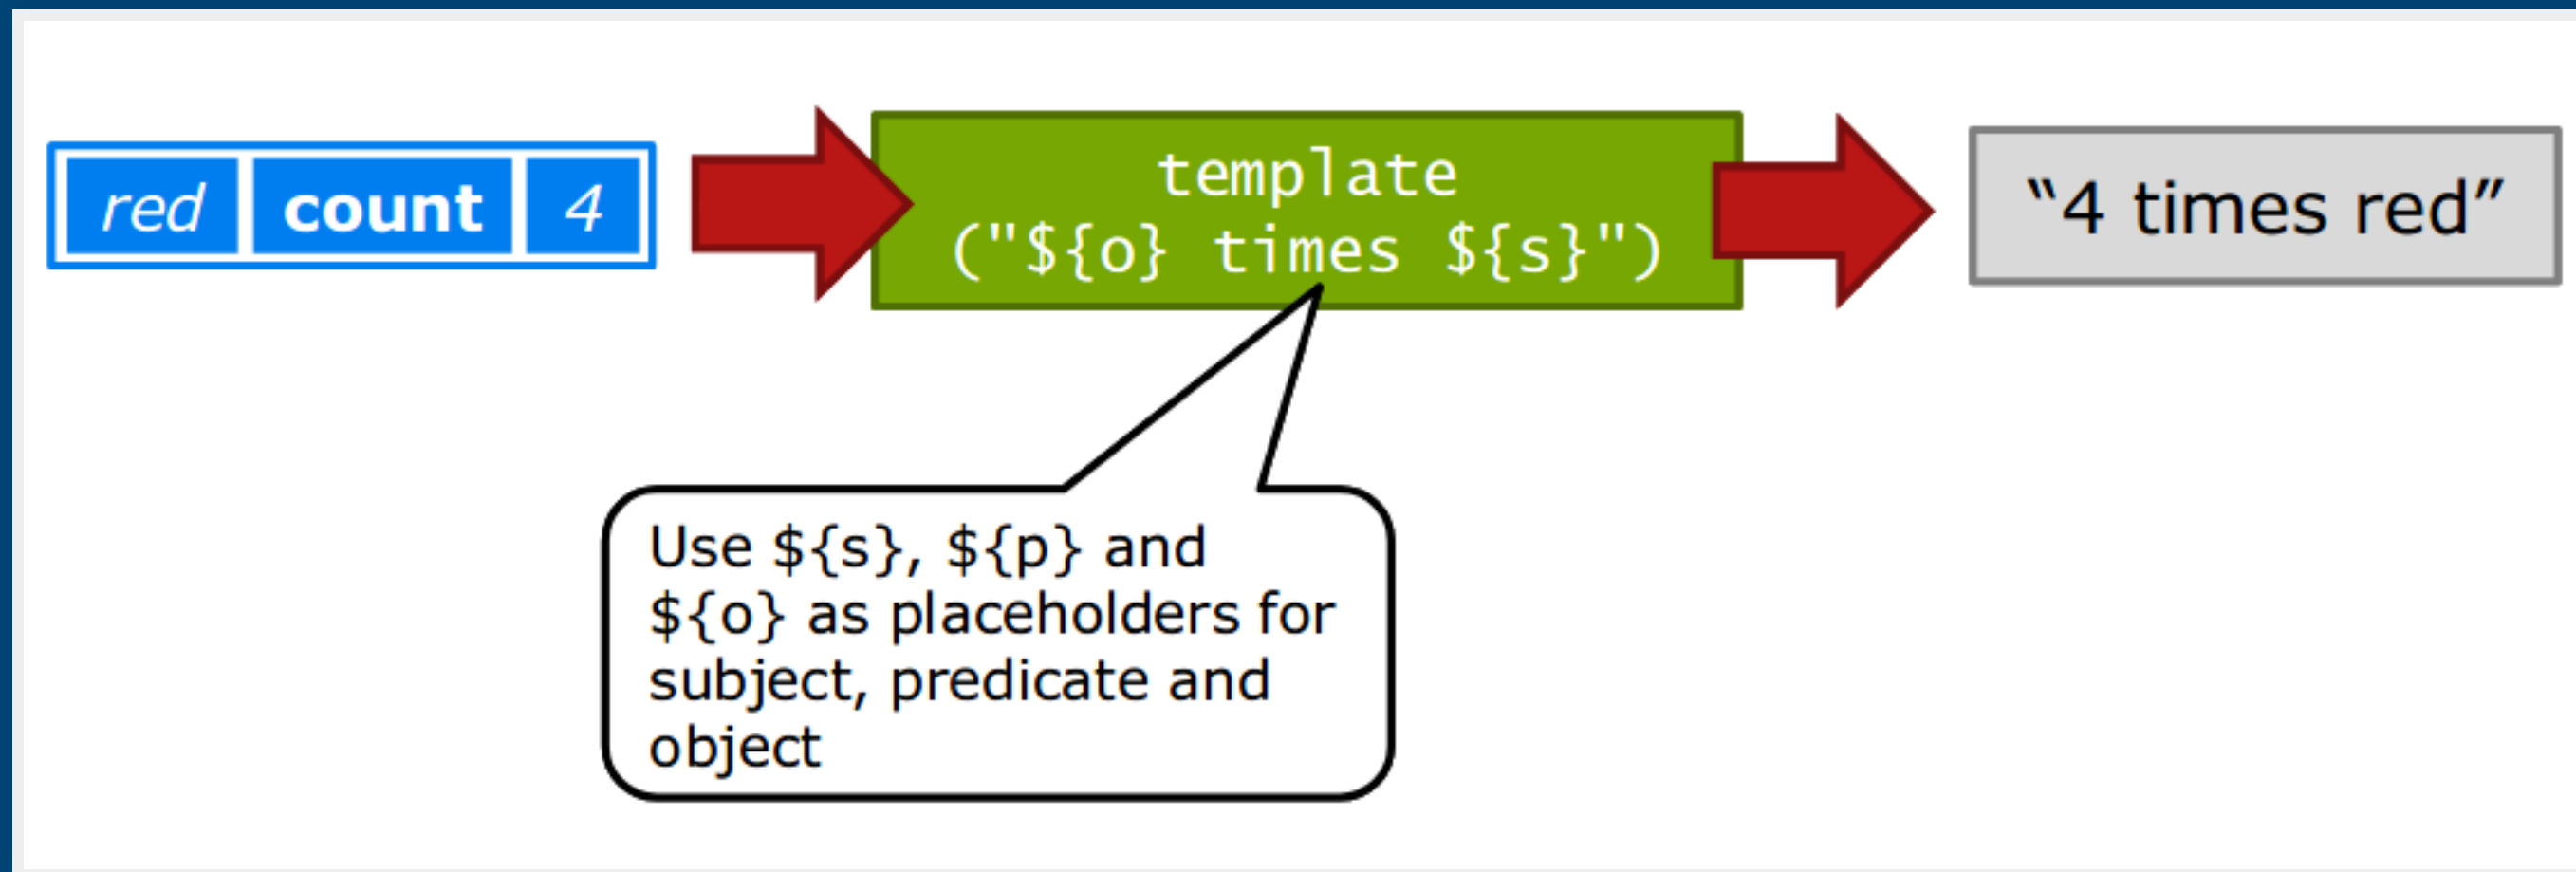 red count 4
template
("${o} times ${s}")
“4 times red”
Use ${s}, ${p} and
${o} as placeholders for
subject, predicate and
object